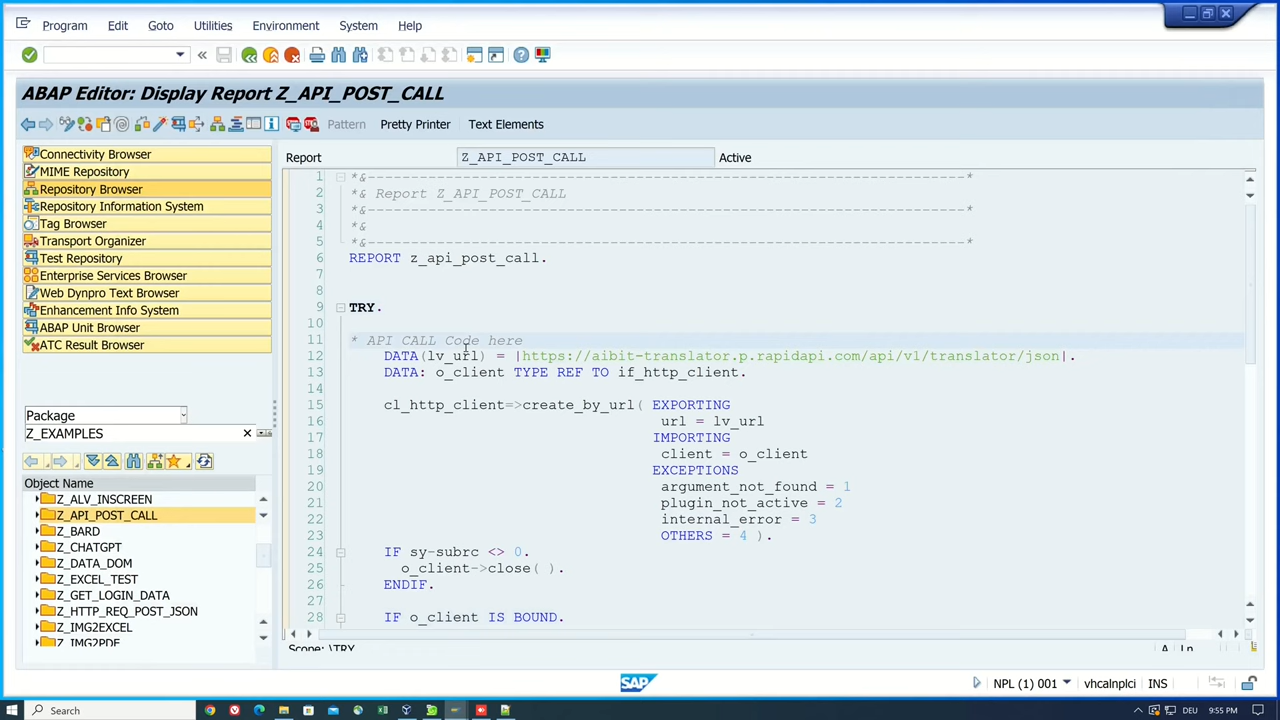 Program Edit Goto Utilities Environment System Help
ABAP Editor: Display Report Z_API_POST_CALL
Pattern Pretty Printer Text Elements
Connectivity Browser
MIME Repository
Repository Browser
Repository Information System
Tag Browser
Transport Organizer
Test Repository
Enterprise Services Browser
Web Dynpro Text Browser
Enhancement Info System
ABAP Unit Browser
ATC Result Browser
Package
Z_EXAMPLES
Object Name
Z_ALV_INSCREEN
Z_API_POST_CALL
Z_BARD
Z_CHATGPT
Z_DATA_DOM
Z_EXCEL_TEST
Z_GET_LOGIN_DATA
Z_HTTP_REQ_POST_JSON
Z_IMG2EXCEL
Z_IMG2PDF
Report Z_API_POST_CALL Active
1 *&---------------------------------------------------------------------*
2 *& Report Z_API_POST_CALL
3 *&---------------------------------------------------------------------*
4 *&
5 *&---------------------------------------------------------------------*
6 REPORT z_api_post_call.
7
8
9 TRY.
10
11 * API CALL Code here
12 DATA(lv_url) = |https://aibit-translator.p.rapidapi.com/api/v1/translator/json|.
13 DATA: o_client TYPE REF TO if_http_client.
14
15 cl_http_client=>create_by_url( EXPORTING
16 url = lv_url
17 IMPORTING
18 client = o_client
19 EXCEPTIONS
20 argument_not_found = 1
21 plugin_not_active = 2
22 internal_error = 3
23 OTHERS = 4 ).
24 IF sy-subrc <> 0.
25 o_client->close( ).
26 ENDIF.
27
28 IF o_client IS BOUND.
Scope: \TRY A Ln
SAP NPL (1) 001 vhcalnplci INS
Search DEU 9:55 PM